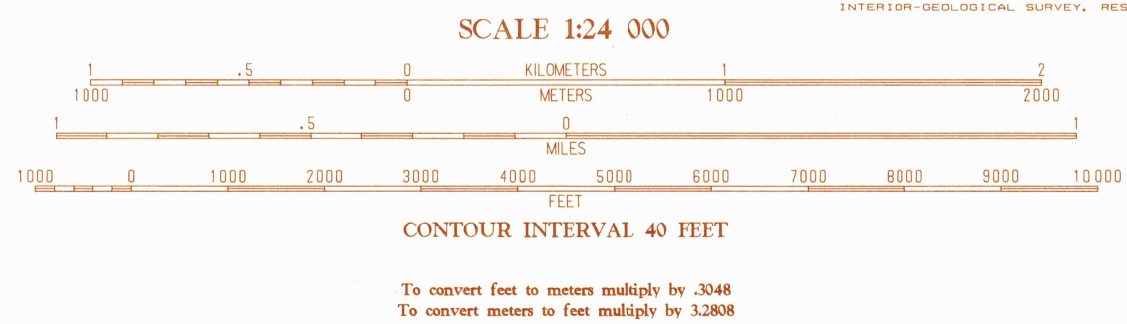 INTERIOR-GEOLOGICAL SURVEY, RES
SCALE 1:24 000
1 .5 0 KILOMETERS 1 2
1000 0 METERS 1000 2000
1 .5 0 1
MILES
1000 0 1000 2000 3000 4000 5000 6000 7000 8000 9000 10 000
FEET
CONTOUR INTERVAL 40 FEET
To convert feet to meters multiply by .3048
To convert meters to feet multiply by 3.2808